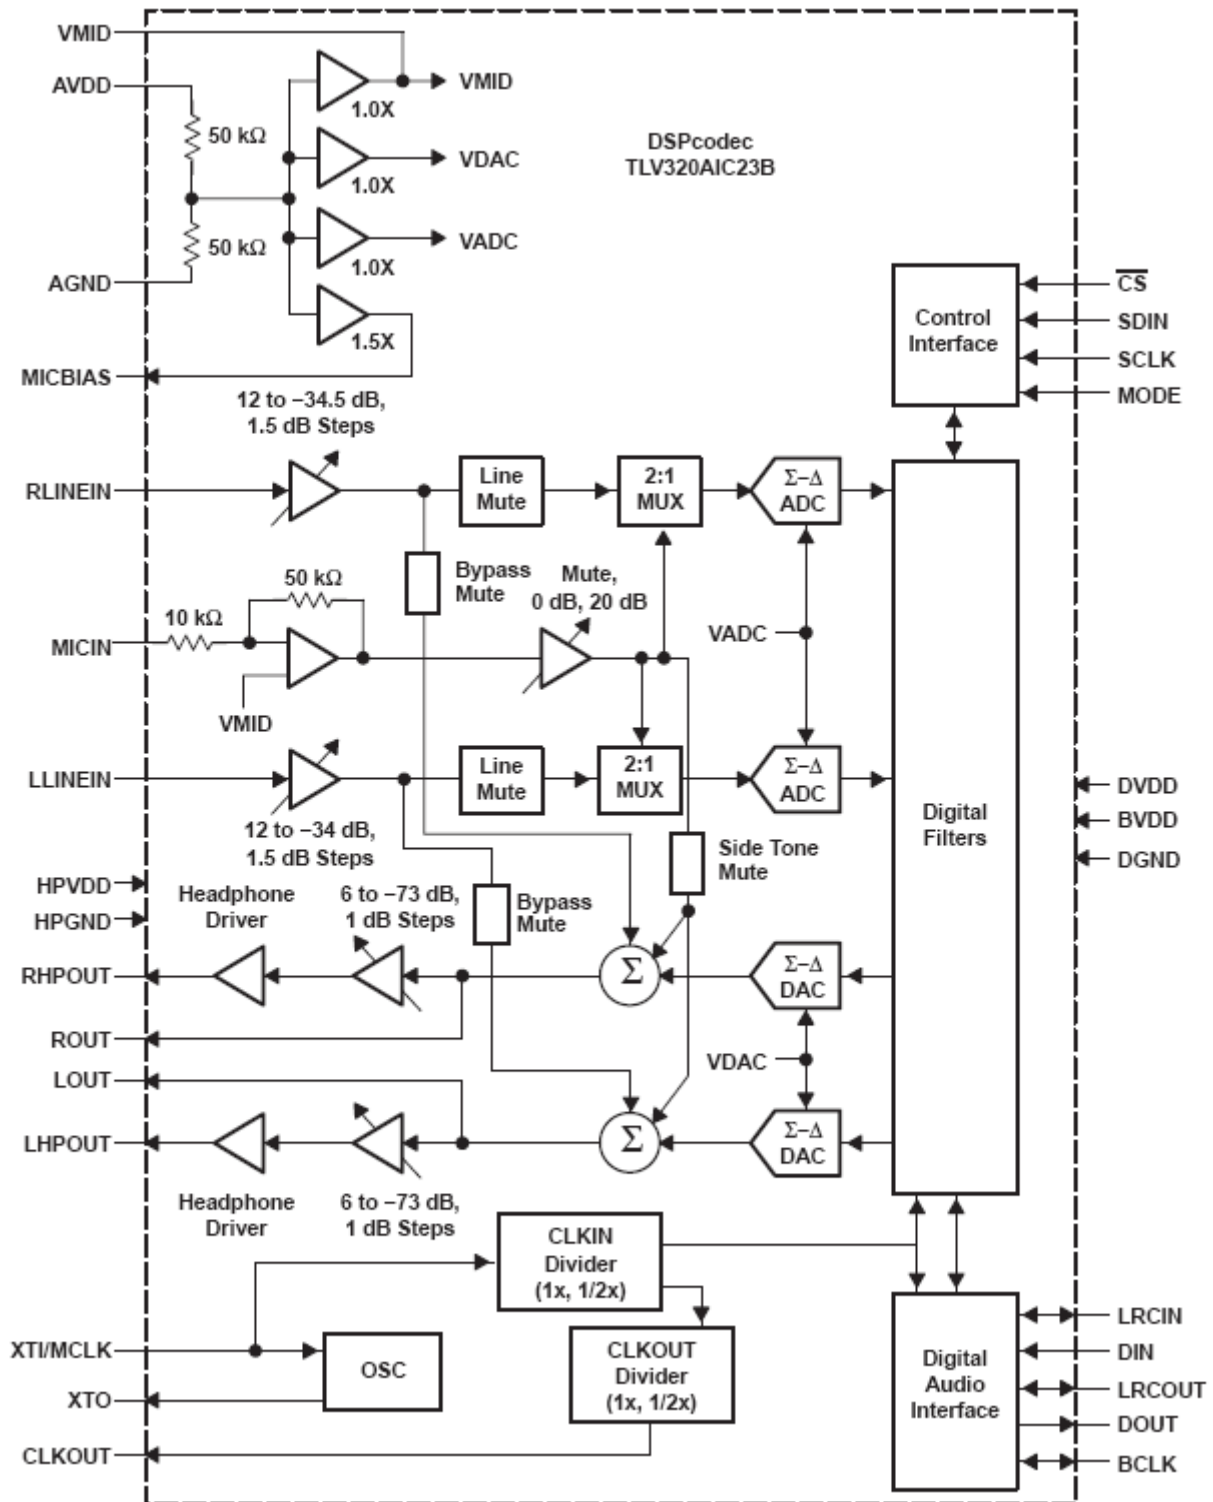 VMID
AVDD
50 kΩ
50 kΩ
AGND
MICBIAS
1.0X
VMID
1.0X
VDAC
1.0X
VADC
1.5X
DSPcodec
TLV320AIC23B
Control
Interface
CS
SDIN
SCLK
MODE
12 to –34.5 dB,
1.5 dB Steps
RLINEIN
Line
Mute
2:1
MUX
Σ–Δ
ADC
Bypass
Mute
Mute,
0 dB, 20 dB
50 kΩ
10 kΩ
MICIN
VMID
VADC
LLINEIN
12 to –34 dB,
1.5 dB Steps
Line
Mute
2:1
MUX
Σ–Δ
ADC
Digital
Filters
DVDD
BVDD
DGND
Side Tone
Mute
HPVDD
HPGND
Headphone
Driver
6 to –73 dB,
1 dB Steps
Bypass
Mute
RHPOUT
Σ
Σ–Δ
DAC
ROUT
LOUT
VDAC
LHPOUT
Σ
Σ–Δ
DAC
Headphone
Driver
6 to –73 dB,
1 dB Steps
CLKIN
Divider
(1x, 1/2x)
XTI/MCLK
OSC
XTO
CLKOUT
Divider
(1x, 1/2x)
CLKOUT
Digital
Audio
Interface
LRCIN
DIN
LRCOUT
DOUT
BCLK